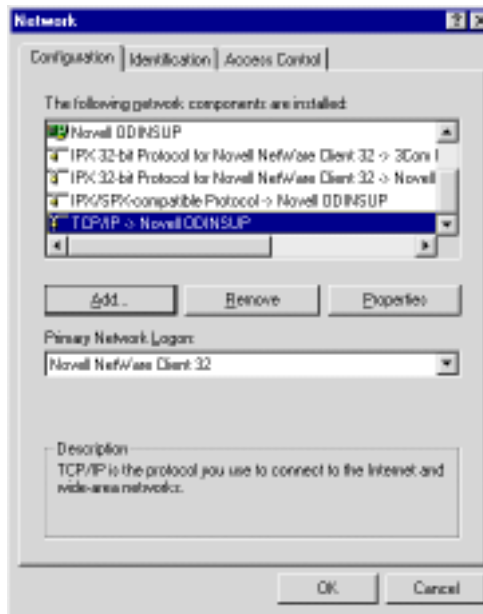 Network
Configuration Identification Access Control
The following network components are installed:
Novell ODINSUP
IPX 32-bit Protocol for Novell NetWare Client 32 -> 3Com
IPX 32-bit Protocol for Novell NetWare Client 32 -> Novell
IPX/SPX-compatible Protocol -> Novell ODINSUP
TCP/IP -> Novell ODINSUP
Add...
Remove
Properties
Primary Network Logon:
Novell NetWare Client 32
Description
TCP/IP is the protocol you use to connect to the Internet and
wide-area networks.
OK
Cancel